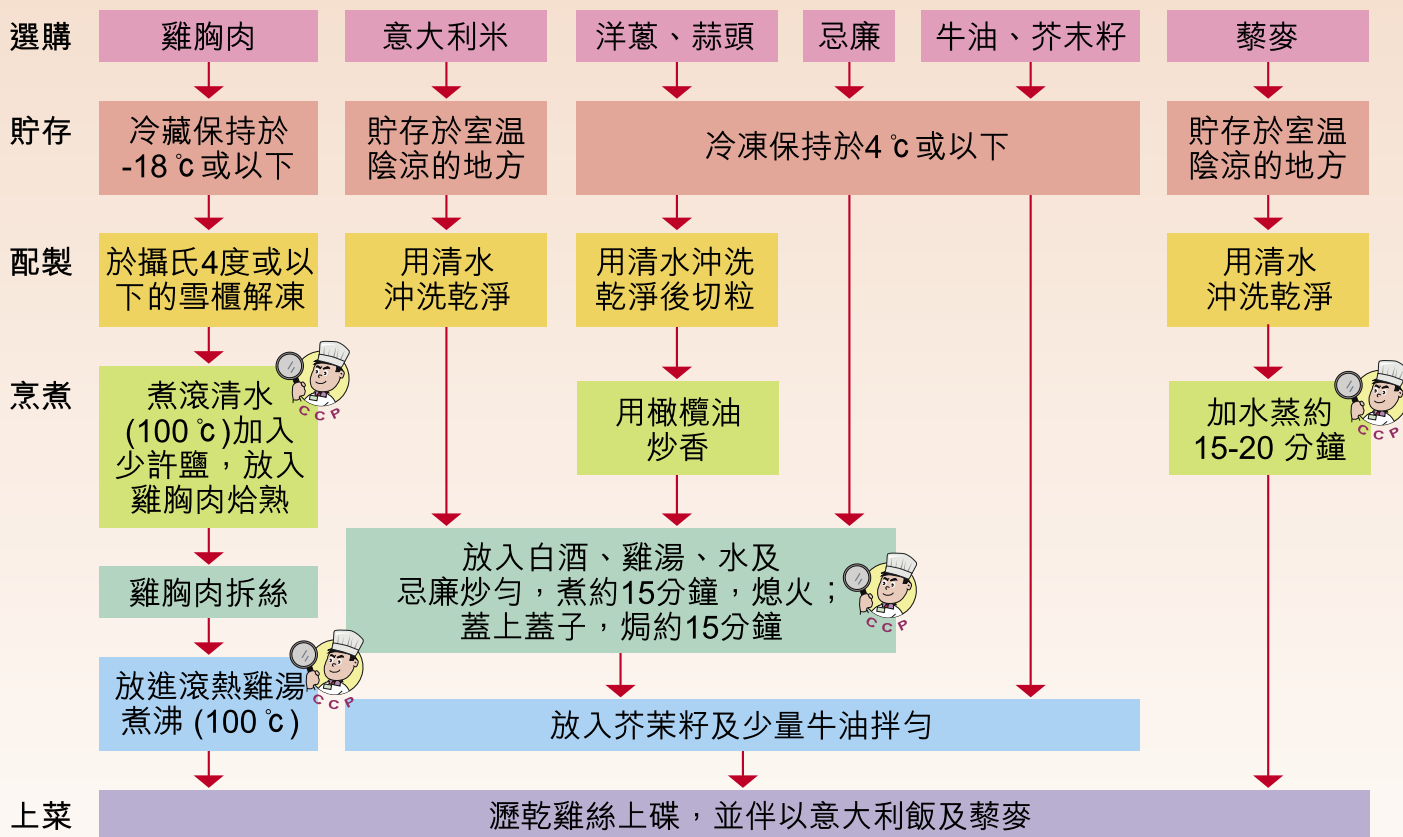 選購
雞胸肉
意大利米
洋蔥、蒜頭
忌廉
牛油、芥末籽
藜麥
貯存
冷藏保持於
-18℃或以下
貯存於室温
陰涼的地方
冷凍保持於4℃或以下
貯存於室温
陰涼的地方
配製
於攝氏4度或以
下的雪櫃解凍
用清水
沖洗乾淨
用清水沖洗
乾淨後切粒
用清水
沖洗乾淨
烹煮
煮滾清水
(100℃)加入
少許鹽，放入
雞胸肉烚熟
CCP
用橄欖油
炒香
加水蒸約
15-20 分鐘
CCP
雞胸肉拆絲
放入白酒、雞湯、水及
忌廉炒勻，煮約15分鐘，熄火；
蓋上蓋子，焗約15分鐘
CCP
放進滾熱雞湯
煮沸 (100℃)
CCP
放入芥茉籽及少量牛油拌勻
上菜
瀝乾雞絲上碟，並伴以意大利飯及藜麥